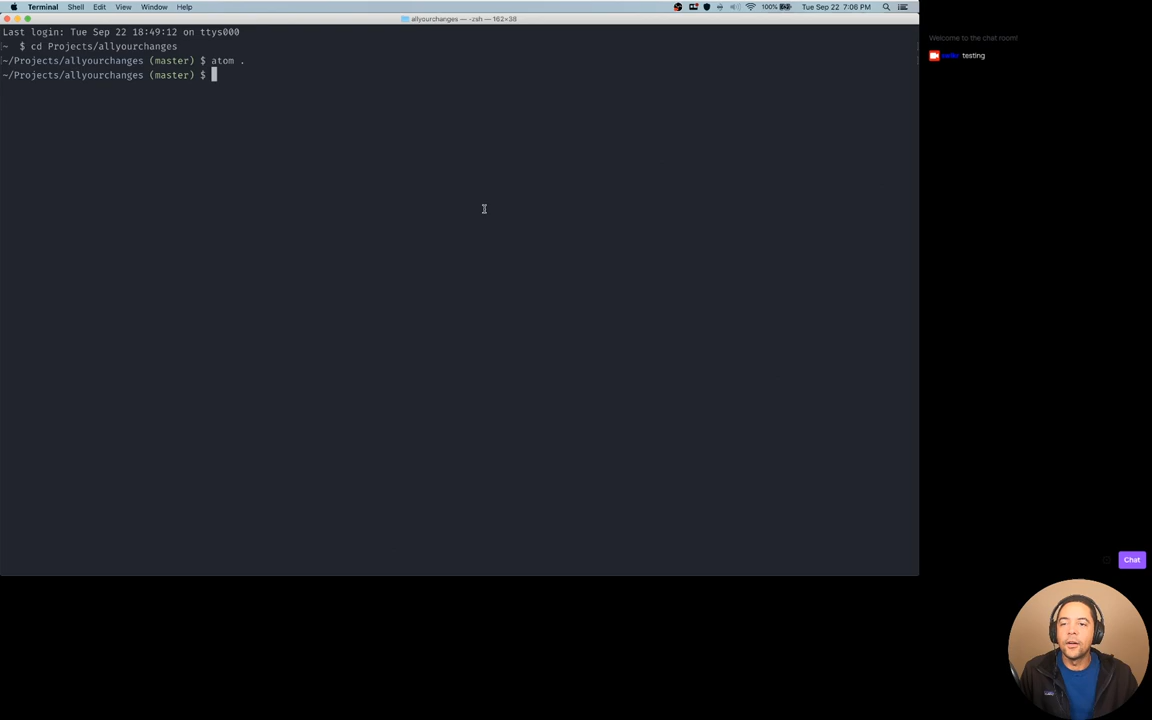 Terminal Shell Edit View Window Help
100% Tue Sep 22 7:06 PM
allyourchanges — -zsh — 162×38
Last login: Tue Sep 22 18:49:12 on ttys000
~ $ cd Projects/allyourchanges
~/Projects/allyourchanges (master) $ atom .
~/Projects/allyourchanges (master) $
Welcome to the chat room!
testing
Chat